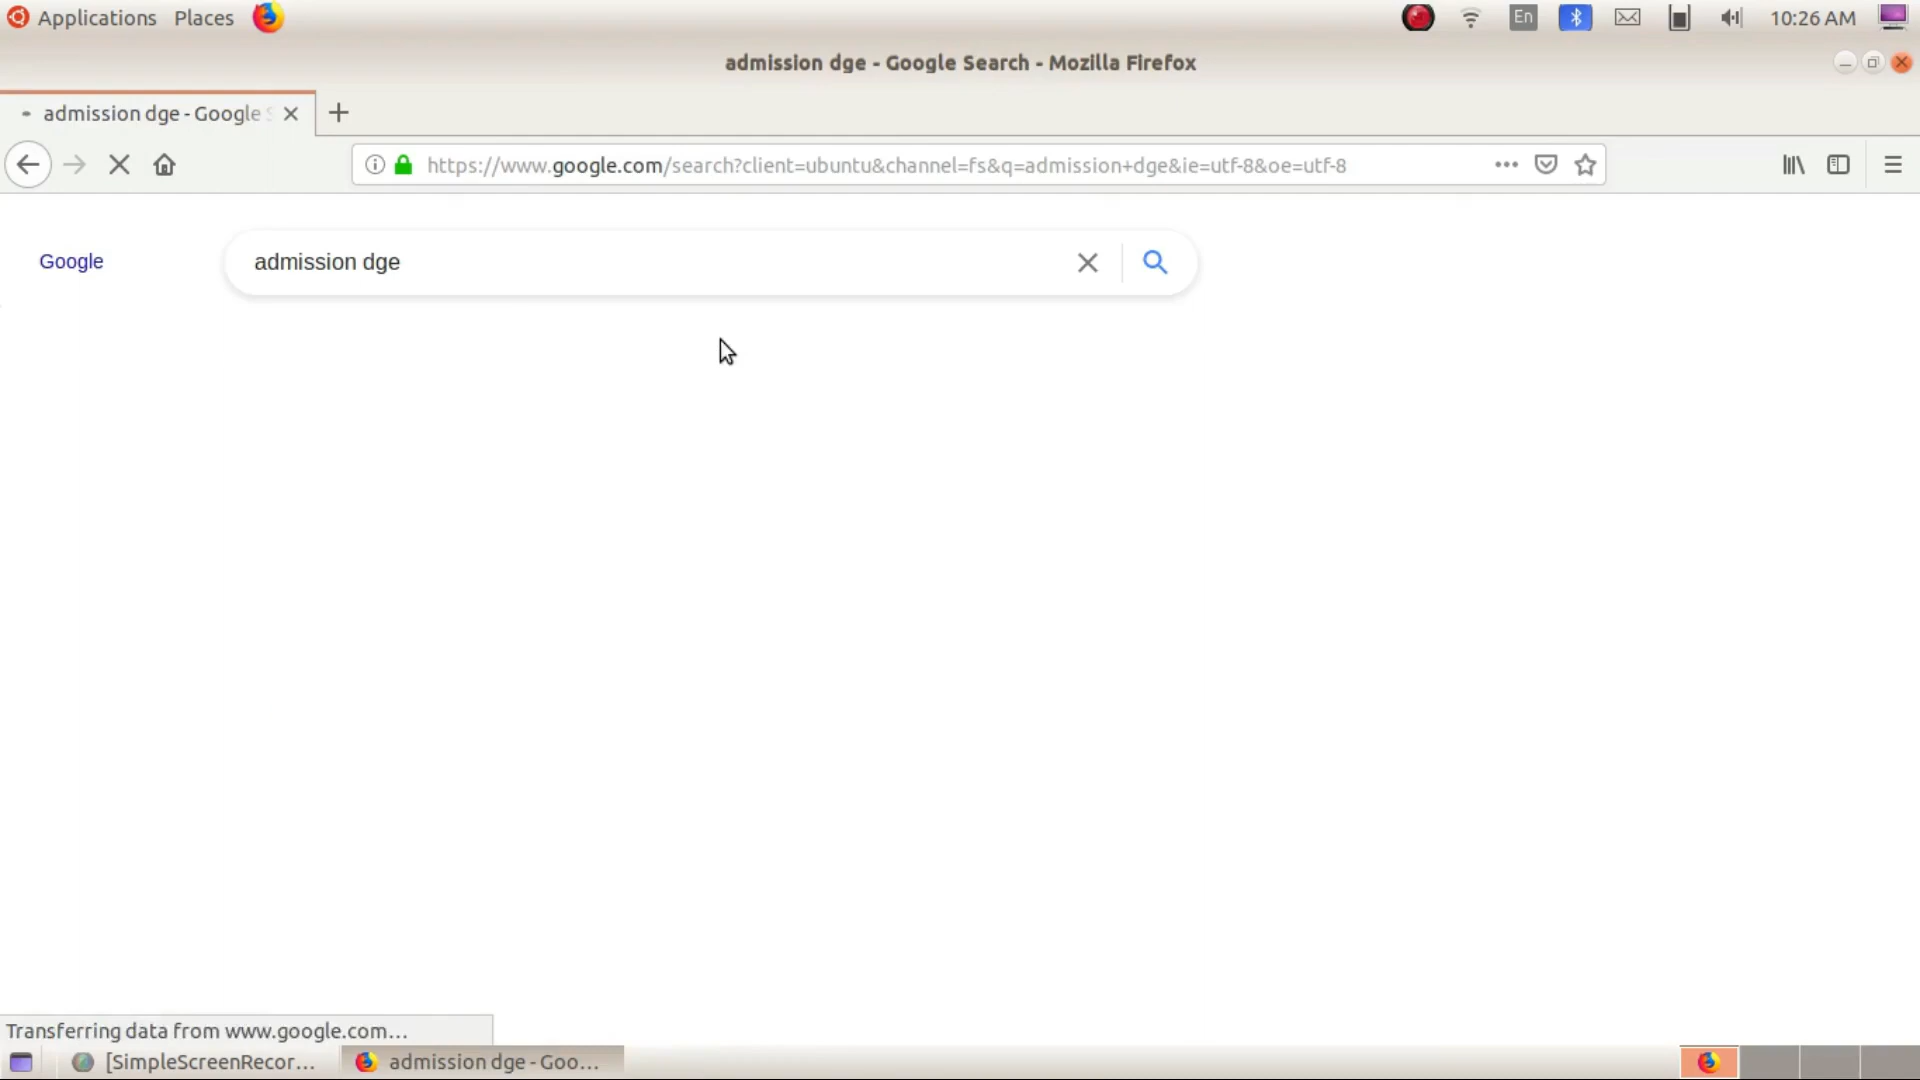 Applications Places
En
10:26 AM
admission dge - Google Search - Mozilla Firefox
admission dge - Google S
https://www.google.com/search?client=ubuntu&channel=fs&q=admission+dge&ie=utf-8&oe=utf-8
Google
admission dge
Transferring data from www.google.com...
[SimpleScreenRecor...
admission dge - Goo...